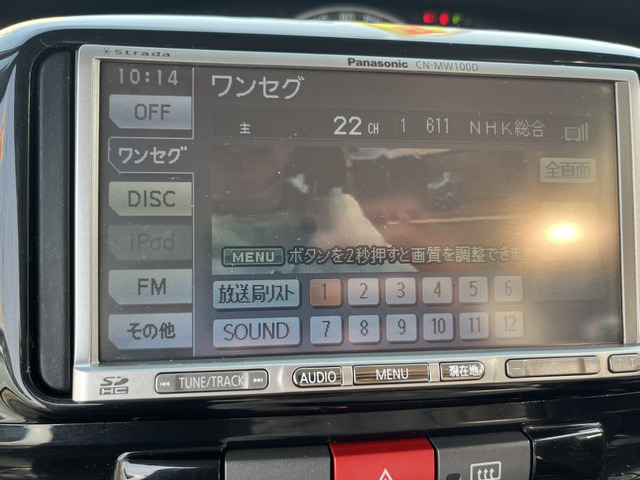 Strada
Panasonic CN-MW100D
10:14
ワンセグ
OFF
主 22 CH 1 611 NHK総合
ワンセグ
全画面
DISC
iPad
MENU ボタンを2秒押すと画質を調整できま
FM
放送局リスト 1 2 3 4 5 6
その他
SOUND 7 8 9 10 11 12
SD HC
TUNE/TRACK
AUDIO
MENU
現在地